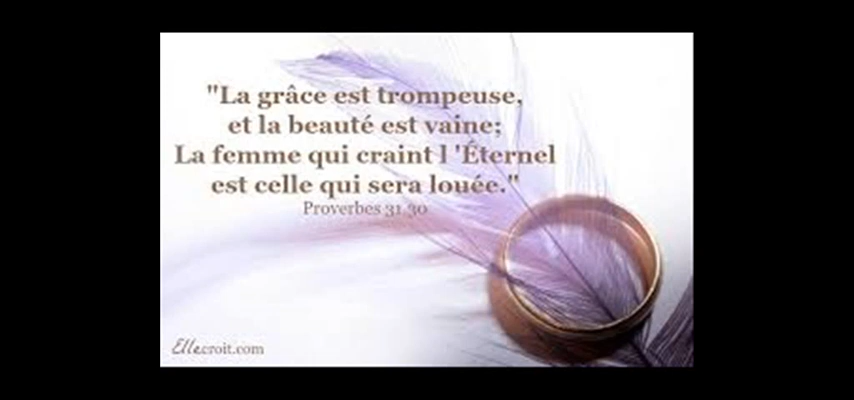 "La grâce est trompeuse,
et la beauté est vaine;
La femme qui craint l 'Éternel
est celle qui sera louée."
Proverbes 31.30
Ellecroit.com